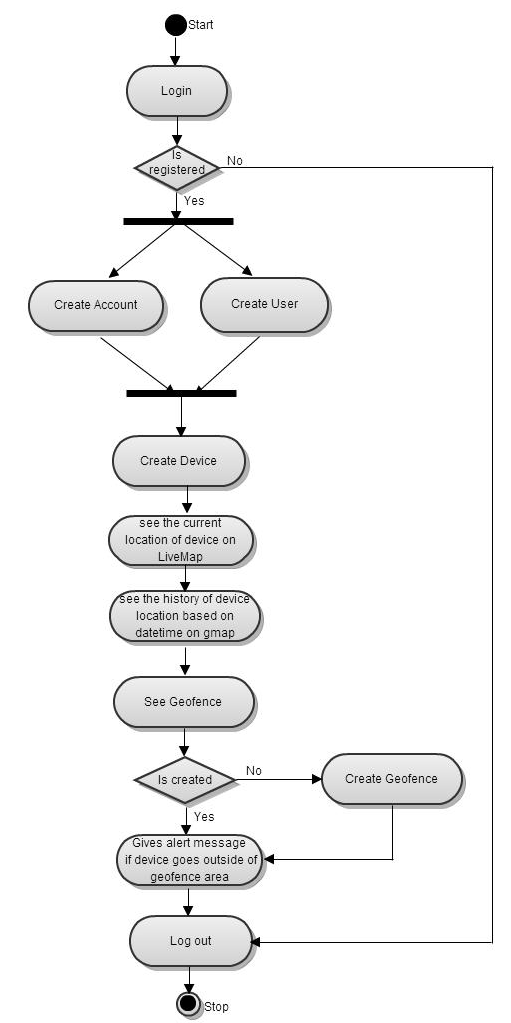 Start
Login
Is
registered
No
Yes
Create Account
Create User
Create Device
see the current
location of device on
LiveMap
see the history of device
location based on
datetime on gmap
See Geofence
Is created
No
Create Geofence
Yes
Gives alert message
if device goes outside of
geofence area
Log out
Stop